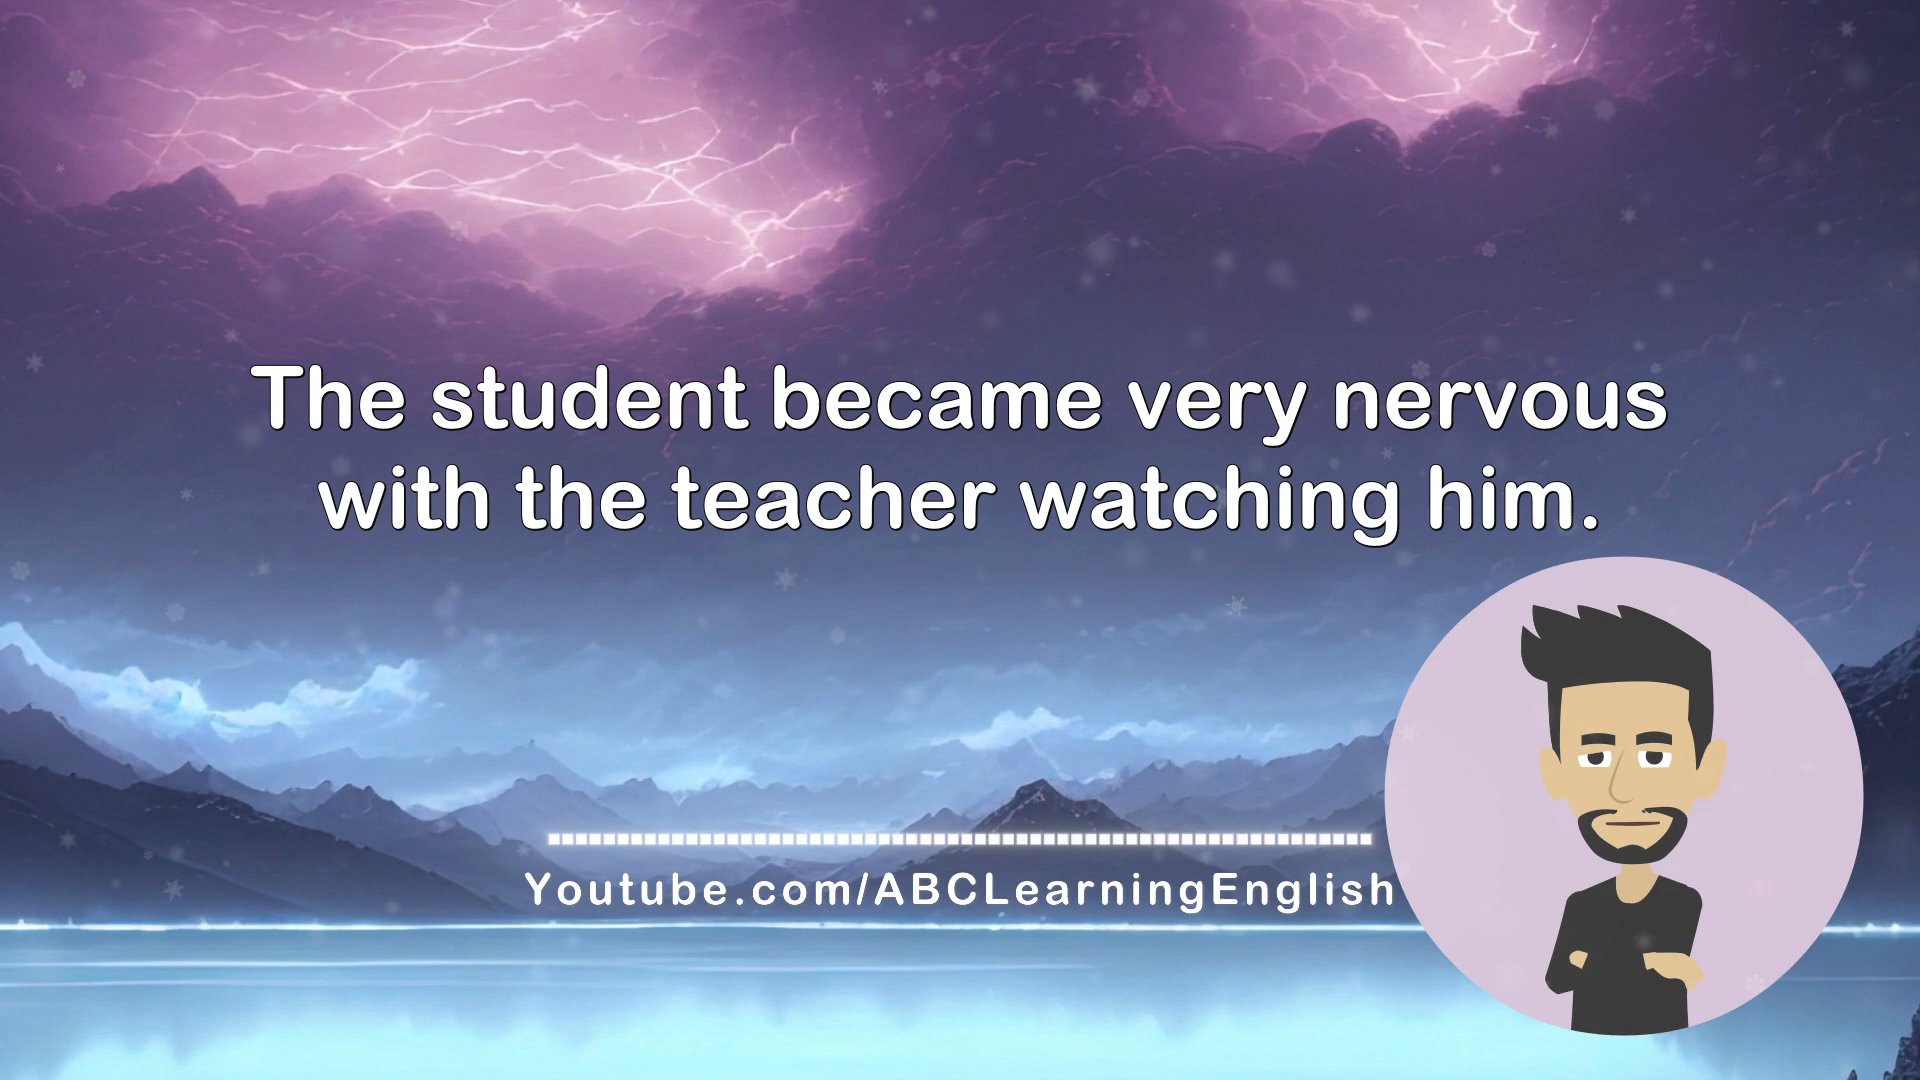 The student became very nervous
with the teacher watching him.
Youtube.com/ABCLearningEnglish